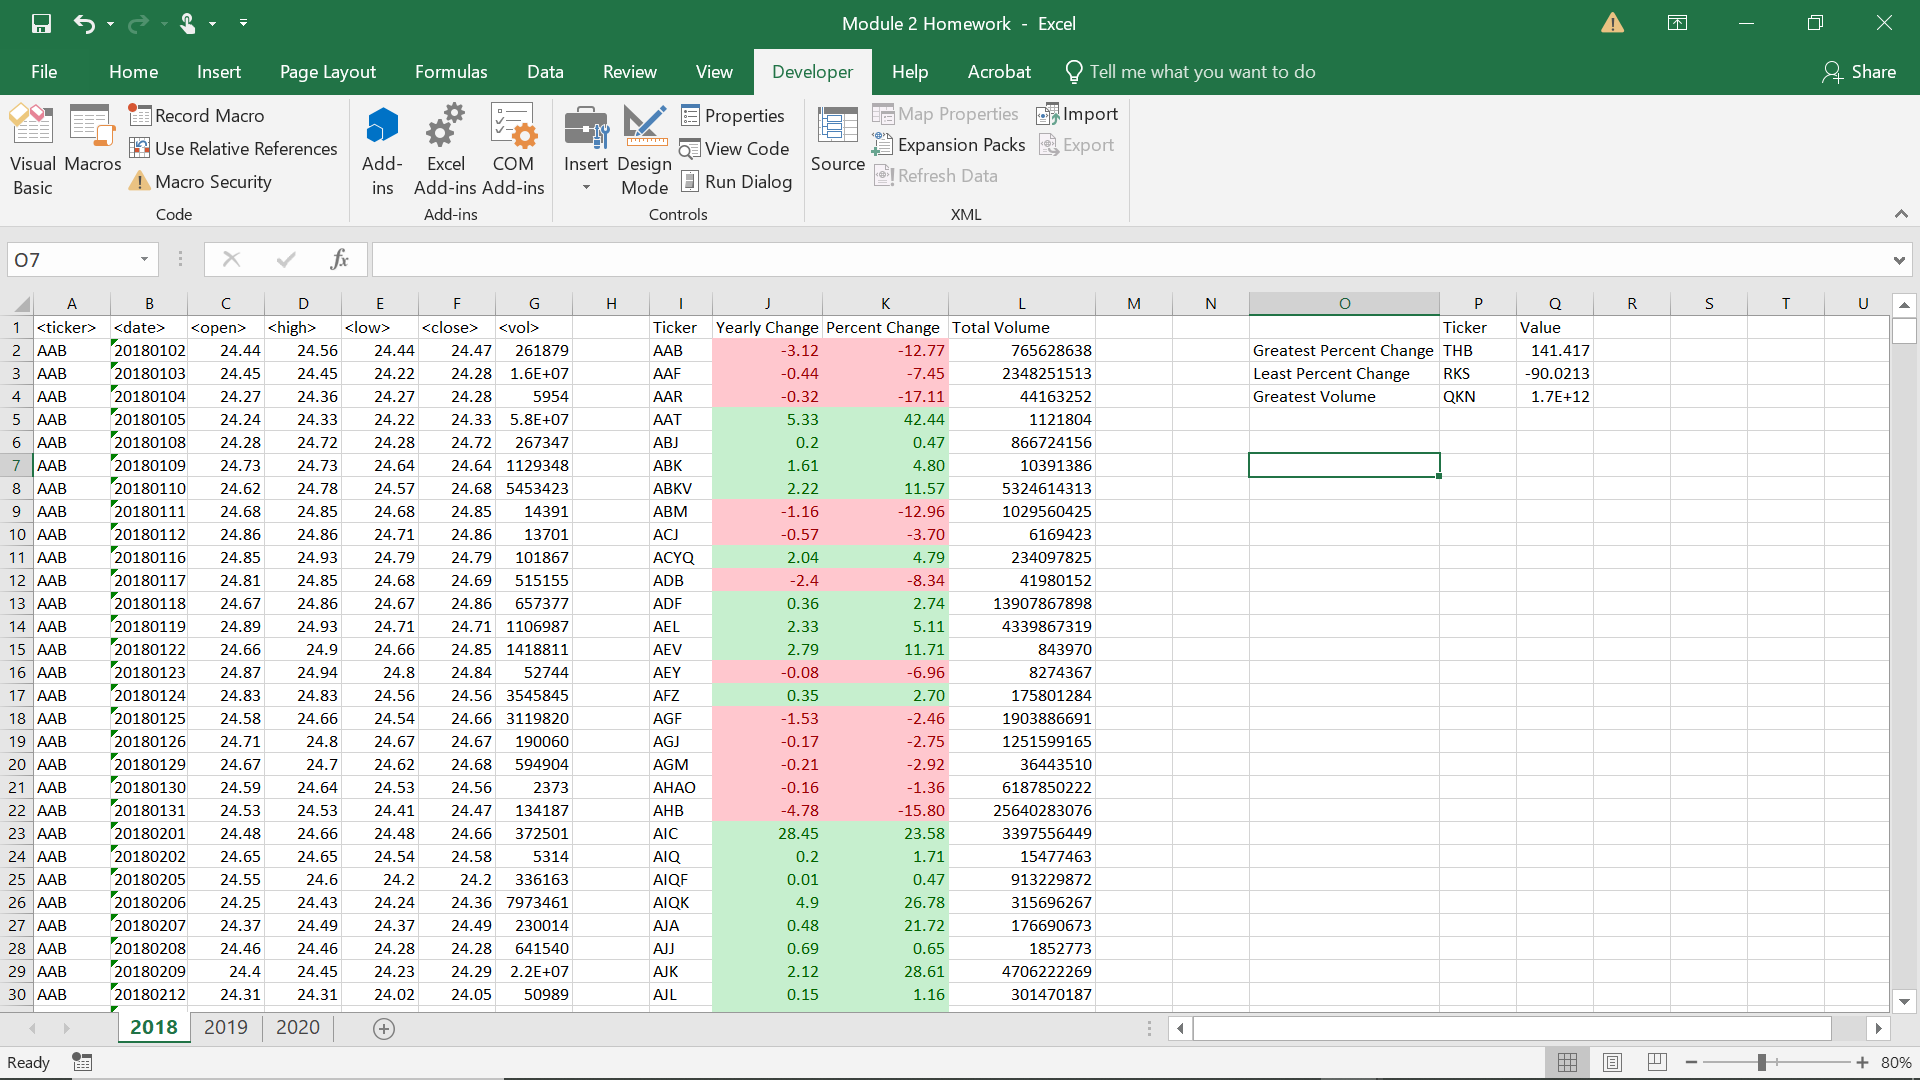 Module 2 Homework - Excel
File Home Insert Page Layout Formulas Data Review View Developer Help Acrobat Tell me what you want to do Share
Visual Basic
Macros
Record Macro
Use Relative References
Macro Security
Code
Add-ins
Excel Add-ins
COM Add-ins
Add-ins
Insert
Design Mode
Properties
View Code
Run Dialog
Controls
Source
Map Properties
Expansion Packs
Refresh Data
Import
Export
XML
O7
fx
A B C D E F G H I J K L M N O P Q R S T U
1 <ticker> <date> <open> <high> <low> <close> <vol> Ticker Yearly Change Percent Change Total Volume Ticker Value
2 AAB 20180102 24.44 24.56 24.44 24.47 261879 AAB -3.12 -12.77 765628638 Greatest Percent Change THB 141.417
3 AAB 20180103 24.45 24.45 24.22 24.28 1.6E+07 AAF -0.44 -7.45 2348251513 Least Percent Change RKS -90.0213
4 AAB 20180104 24.27 24.36 24.27 24.28 5954 AAR -0.32 -17.11 44163252 Greatest Volume QKN 1.7E+12
5 AAB 20180105 24.24 24.33 24.22 24.33 5.8E+07 AAT 5.33 42.44 1121804
6 AAB 20180108 24.28 24.72 24.28 24.72 267347 ABJ 0.2 0.47 866724156
7 AAB 20180109 24.73 24.73 24.64 24.64 1129348 ABK 1.61 4.80 10391386
8 AAB 20180110 24.62 24.78 24.57 24.68 5453423 ABKV 2.22 11.57 5324614313
9 AAB 20180111 24.68 24.85 24.68 24.85 14391 ABM -1.16 -12.96 1029560425
10 AAB 20180112 24.86 24.86 24.71 24.86 13701 ACJ -0.57 -3.70 6169423
11 AAB 20180116 24.85 24.93 24.79 24.79 101867 ACYQ 2.04 4.79 234097825
12 AAB 20180117 24.81 24.85 24.68 24.69 515155 ADB -2.4 -8.34 41980152
13 AAB 20180118 24.67 24.86 24.67 24.86 657377 ADF 0.36 2.74 13907867898
14 AAB 20180119 24.89 24.93 24.71 24.71 1106987 AEL 2.33 5.11 4339867319
15 AAB 20180122 24.66 24.9 24.66 24.85 1418811 AEV 2.79 11.71 843970
16 AAB 20180123 24.87 24.94 24.8 24.84 52744 AEY -0.08 -6.96 8274367
17 AAB 20180124 24.83 24.83 24.56 24.56 3545845 AFZ 0.35 2.70 175801284
18 AAB 20180125 24.58 24.66 24.54 24.66 3119820 AGF -1.53 -2.46 1903886691
19 AAB 20180126 24.71 24.8 24.67 24.67 190060 AGJ -0.17 -2.75 1251599165
20 AAB 20180129 24.67 24.7 24.62 24.68 594904 AGM -0.21 -2.92 36443510
21 AAB 20180130 24.59 24.64 24.53 24.56 2373 AHAO -0.16 -1.36 6187850222
22 AAB 20180131 24.53 24.53 24.41 24.47 134187 AHB -4.78 -15.80 25640283076
23 AAB 20180201 24.48 24.66 24.48 24.66 372501 AIC 28.45 23.58 3397556449
24 AAB 20180202 24.65 24.65 24.54 24.58 5314 AIQ 0.2 1.71 15477463
25 AAB 20180205 24.55 24.6 24.2 24.2 336163 AIQF 0.01 0.47 913229872
26 AAB 20180206 24.25 24.43 24.24 24.36 7973461 AIQK 4.9 26.78 315696267
27 AAB 20180207 24.37 24.49 24.37 24.49 230014 AJA 0.48 21.72 176690673
28 AAB 20180208 24.46 24.46 24.28 24.28 641540 AJJ 0.69 0.65 1852773
29 AAB 20180209 24.4 24.45 24.23 24.29 2.2E+07 AJK 2.12 28.61 4706222269
30 AAB 20180212 24.31 24.31 24.02 24.05 50989 AJL 0.15 1.16 301470187
2018 2019 2020
Ready 80%